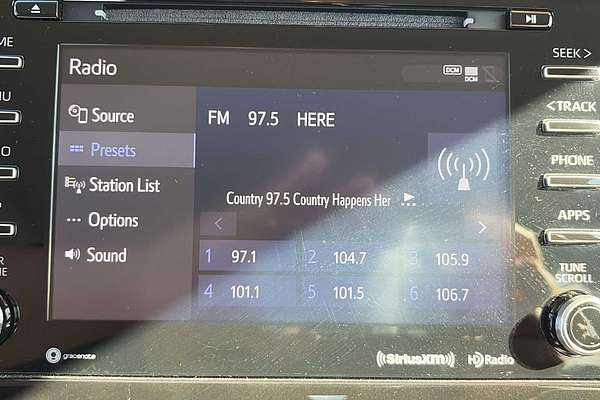 Radio
DCM
DCM
SEEK >
Source
FM 97.5 HERE
< TRACK
Presets
PHONE
Station List
Country 97.5 Country Happens Her
Options
APPS
Sound
1 97.1 2 104.7 3 105.9
4 101.1 5 101.5 6 106.7
TUNE
SCROLL
gracenote
SiriusXM HD Radio